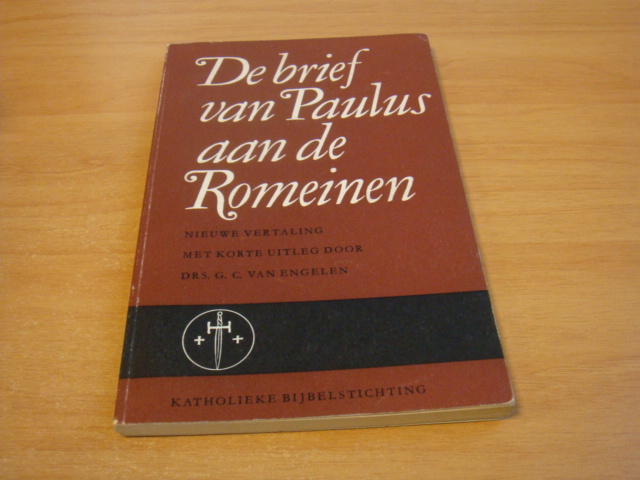 De brief
van Paulus
aan de
Romeinen
NIEUWE VERTALING
MET KORTE UITLEG DOOR
DRS. G. C. VAN ENGELEN
KATHOLIEKE BIJBELSTICHTING